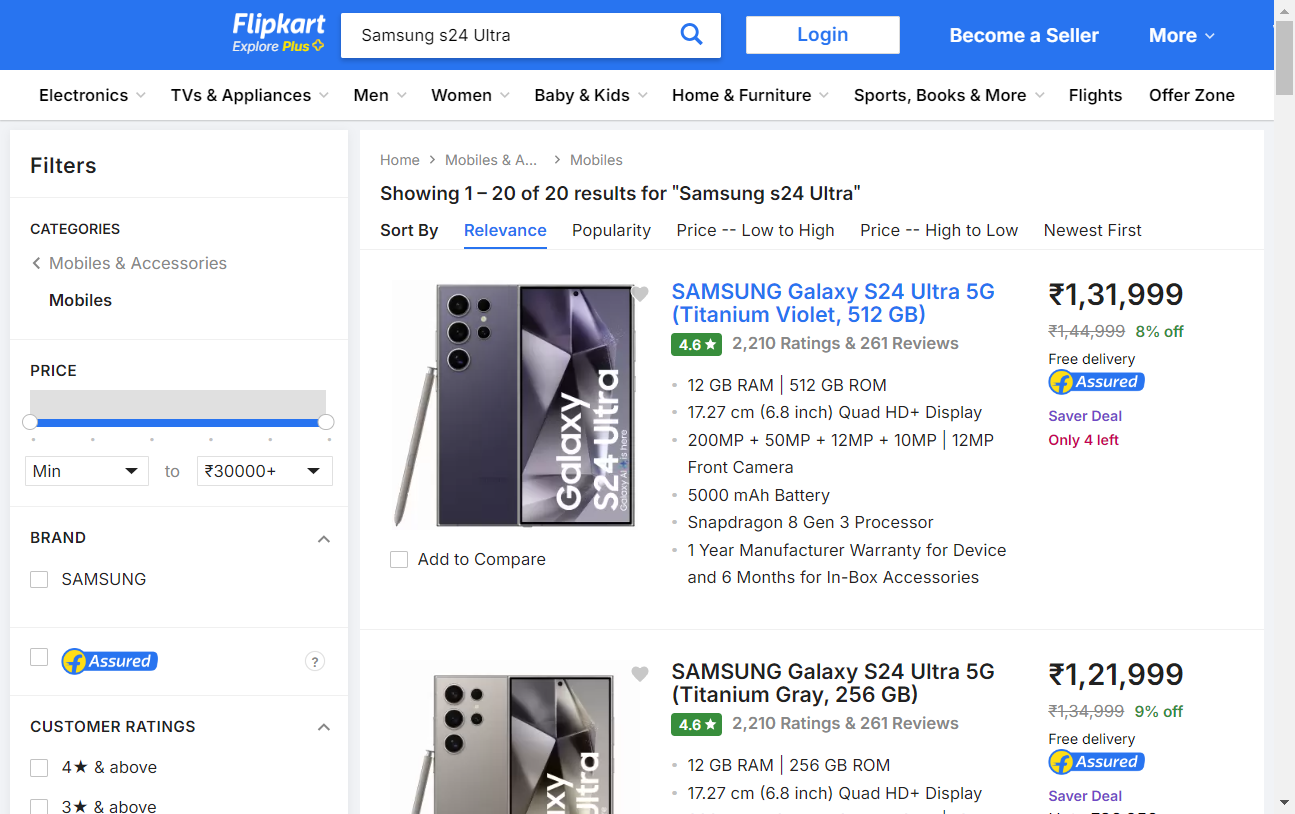 Flipkart
Explore Plus
Samsung s24 Ultra
Login
Become a Seller
More
Electronics
TVs & Appliances
Men
Women
Baby & Kids
Home & Furniture
Sports, Books & More
Flights
Offer Zone
Filters
CATEGORIES
Mobiles & Accessories
Mobiles
PRICE
Min
to
₹30000+
BRAND
SAMSUNG
Assured
?
CUSTOMER RATINGS
4★ & above
3★ & above
Home
Mobiles & A...
Mobiles
Showing 1 – 20 of 20 results for "Samsung s24 Ultra"
Sort By
Relevance
Popularity
Price -- Low to High
Price -- High to Low
Newest First
Galaxy
S24 Ultra
Galaxy AI is here
Add to Compare
SAMSUNG Galaxy S24 Ultra 5G
(Titanium Violet, 512 GB)
4.6★
2,210 Ratings & 261 Reviews
12 GB RAM | 512 GB ROM
17.27 cm (6.8 inch) Quad HD+ Display
200MP + 50MP + 12MP + 10MP | 12MP
Front Camera
5000 mAh Battery
Snapdragon 8 Gen 3 Processor
1 Year Manufacturer Warranty for Device
and 6 Months for In-Box Accessories
₹1,31,999
₹1,44,999 8% off
Free delivery
Assured
Saver Deal
Only 4 left
SAMSUNG Galaxy S24 Ultra 5G
(Titanium Gray, 256 GB)
4.6★
2,210 Ratings & 261 Reviews
12 GB RAM | 256 GB ROM
17.27 cm (6.8 inch) Quad HD+ Display
₹1,21,999
₹1,34,999 9% off
Free delivery
Assured
Saver Deal